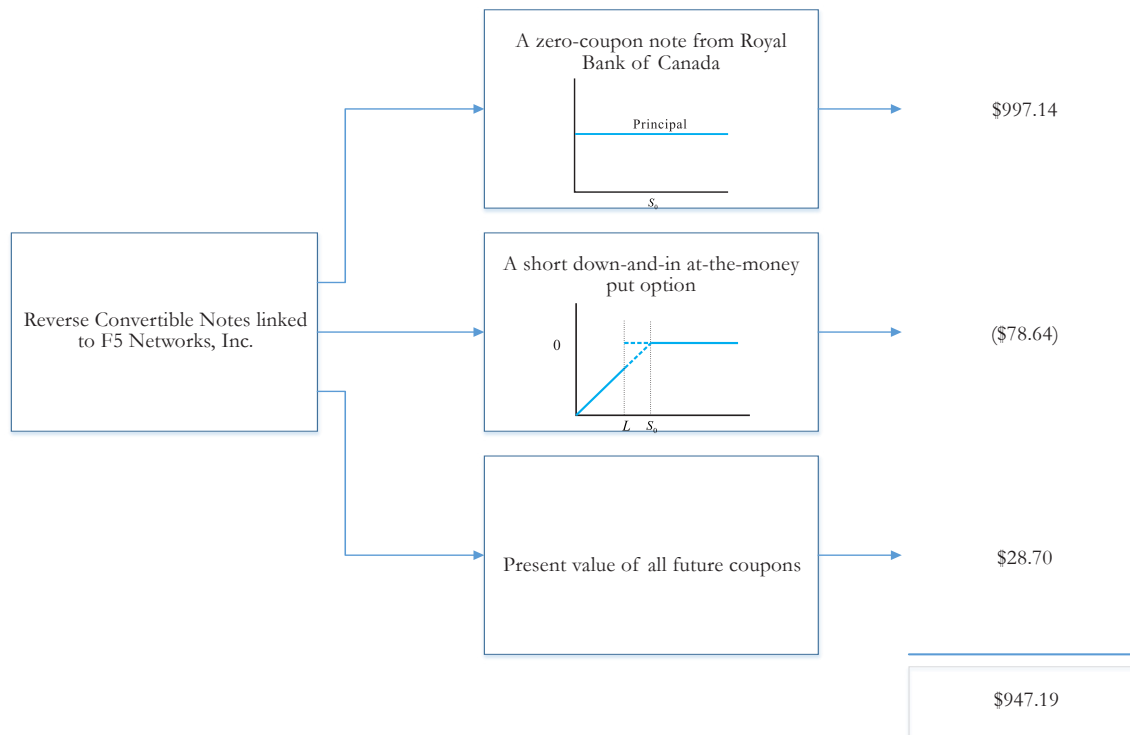 A zero-coupon note from Royal
Bank of Canada
Principal
S₀
$997.14
Reverse Convertible Notes linked
to F5 Networks, Inc.
A short down-and-in at-the-money
put option
0
L S₀
($78.64)
Present value of all future coupons
$28.70
$947.19